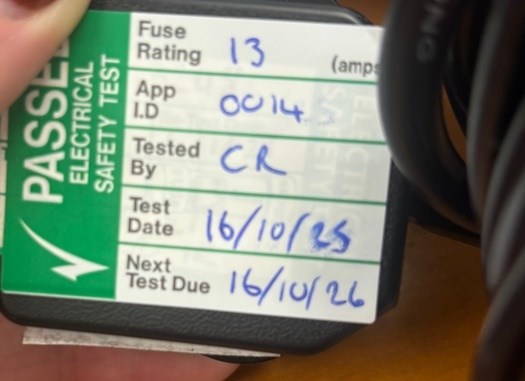 PASSED
ELECTRICAL
SAFETY TEST
Fuse
Rating 13 (amps
App
I.D 0014
Tested
By CR
Test
Date 16/10/25
Next
Test Due 16/10/26